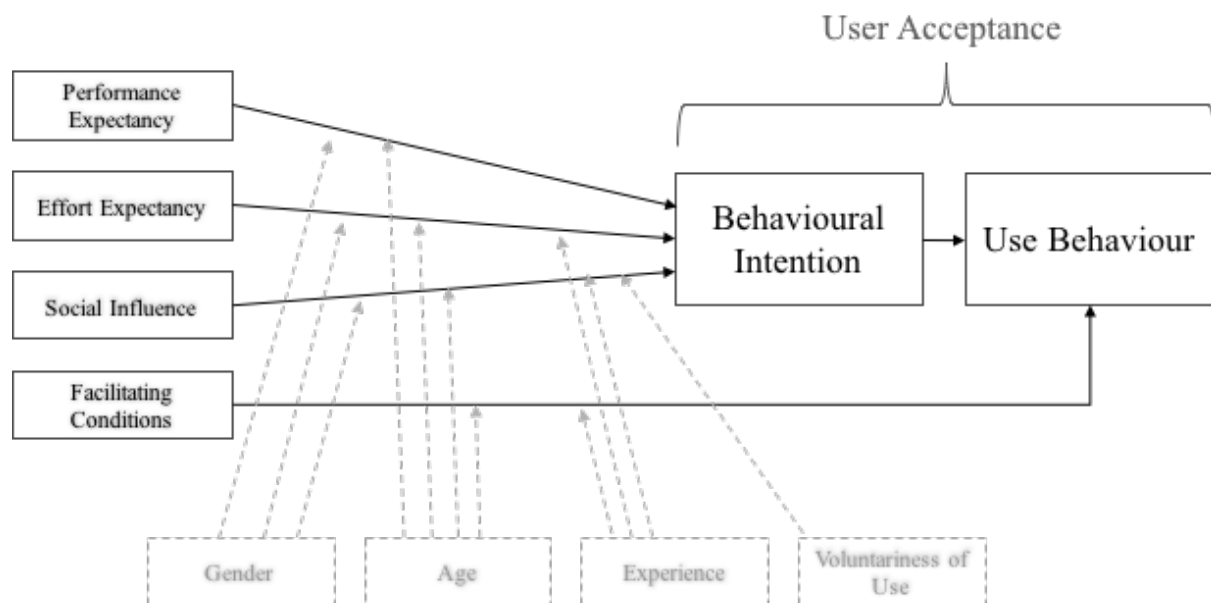 User Acceptance
Performance
Expectancy
Effort Expectancy
Social Influence
Facilitating
Conditions
Behavioural
Intention
Use Behaviour
Gender
Age
Experience
Voluntariness of
Use